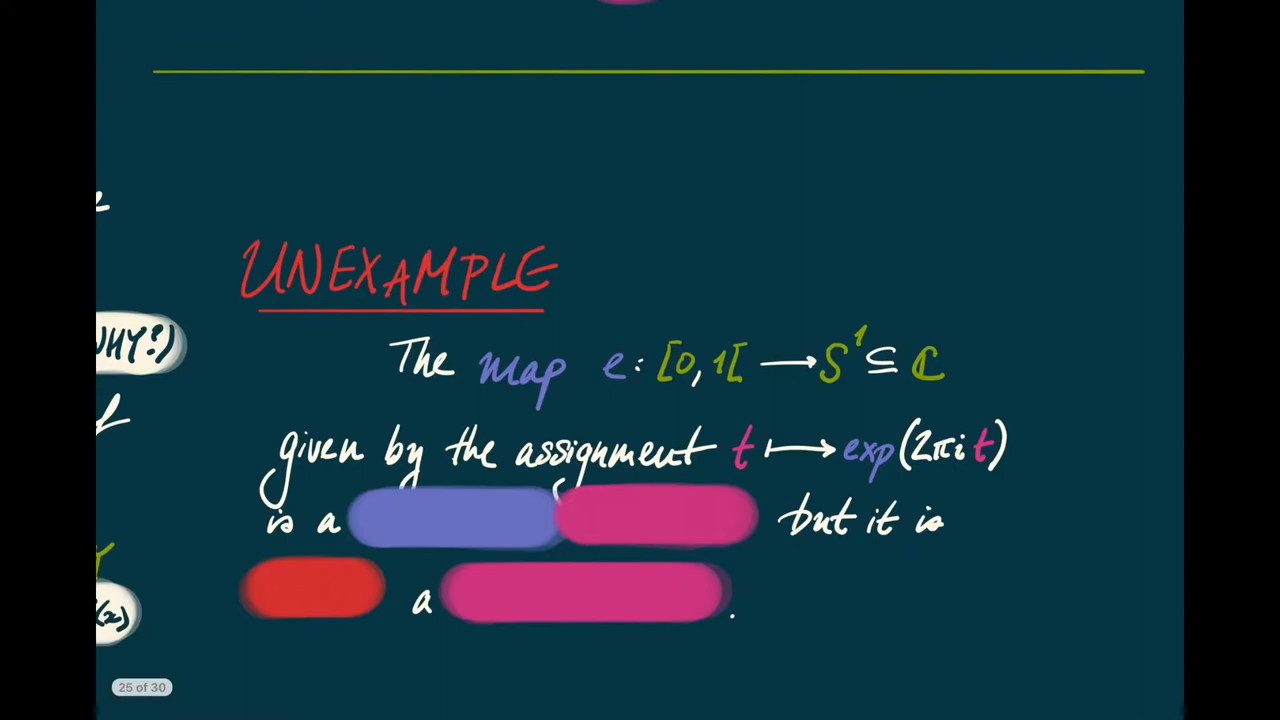 UNEXAMPLE
WHY?)
The map e: [0,1[ ⟶ S¹ ⊆ ℂ
given by the assignment t ⟼ exp(2πit)
is a but it is
a .
(x)
25 of 30